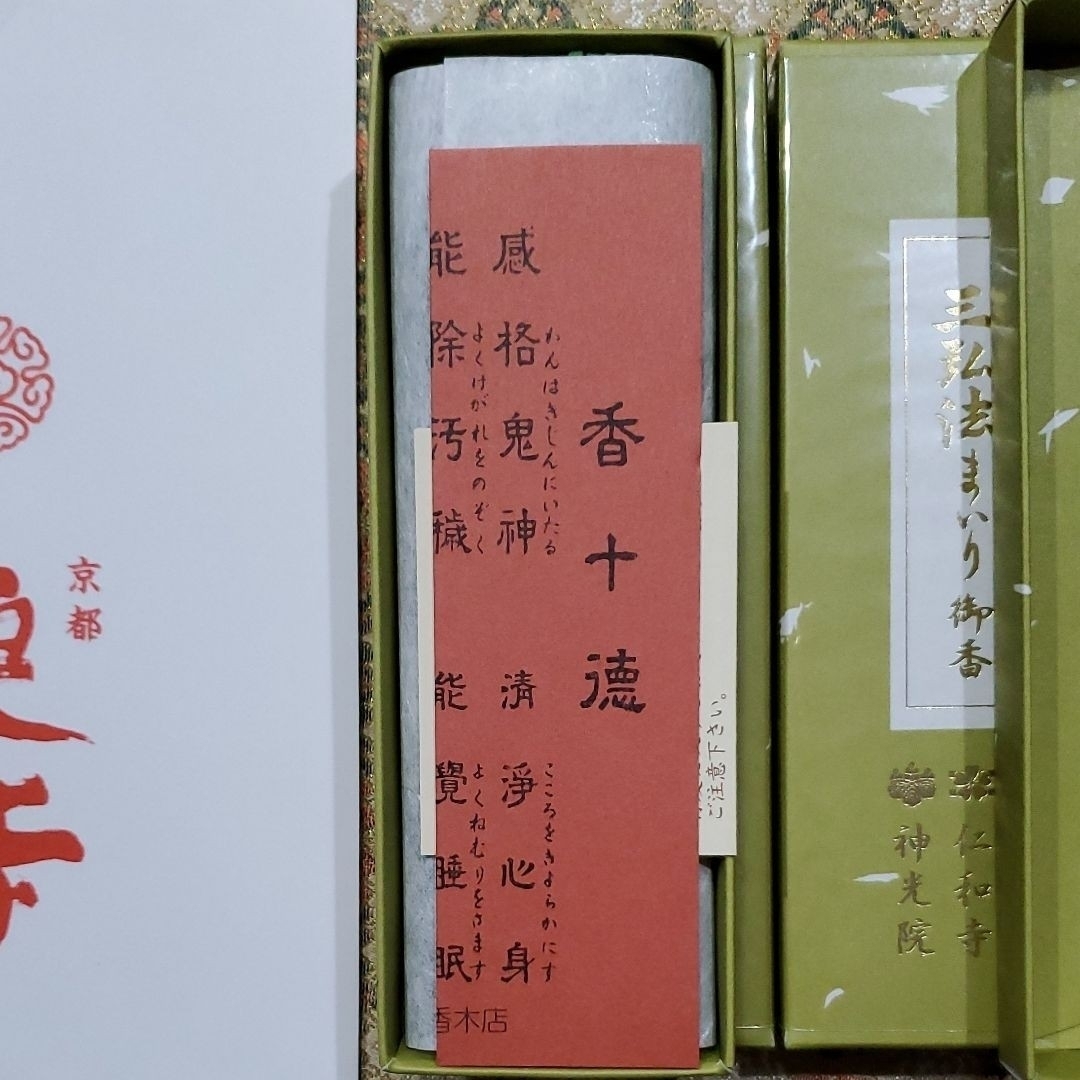 三弘法まいり御香
仁和寺
神光院
香十徳
感格鬼神 清淨心身
かんはきじんにいたる こころをきよらかにす
能除汚穢 能覺睡眠
よくけがれをのぞく よくねむりをさます
香木店
ご注意下さい。
京都